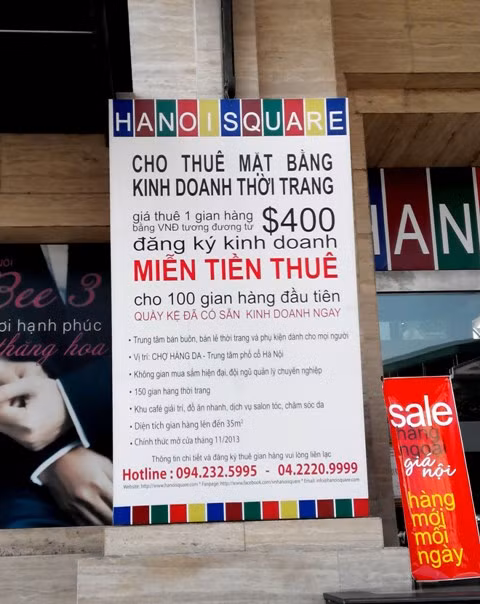 HANOISQUARE
CHO THUÊ MẶT BẰNG
KINH DOANH THỜI TRANG
giá thuê 1 gian hàng
bằng VNĐ tương đương từ $400
đăng ký kinh doanh
MIỄN TIỀN THUÊ
cho 100 gian hàng đầu tiên
QUẦY KỆ ĐÃ CÓ SẴN KINH DOANH NGAY
• Trung tâm bán buôn, bán lẻ thời trang và phụ kiện dành cho mọi người
• Vị trí: CHỢ HÀNG DA - Trung tâm phố cổ Hà Nội
• Không gian mua sắm hiện đại, đội ngũ quản lý chuyên nghiệp
• 150 gian hàng thời trang
• Khu café giải trí, đồ ăn nhanh, dịch vụ salon tóc, chăm sóc da
• Diện tích gian hàng lên đến 35m²
• Chính thức mở cửa tháng 11/2013
Thông tin chi tiết và đăng ký thuê gian hàng vui lòng liên lạc
Hotline : 094.232.5995 - 04.2220.9999
Bee 3
ơi hạnh phúc
thăng hoa
HAN
sale
hàng
ngoại
giá
nội
hàng
mới
mỗi
ngày